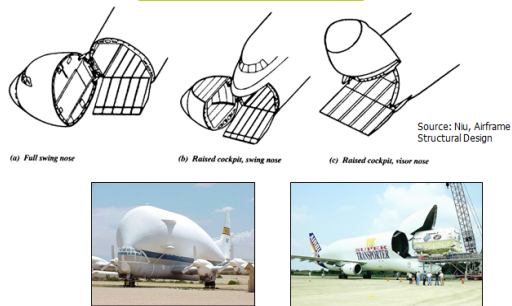 Source: Niu, Airframe
Structural Design
(a) Full swing nose
(b) Raised cockpit, swing nose
(c) Raised cockpit, visor nose
SUPER
TRANSPORTER